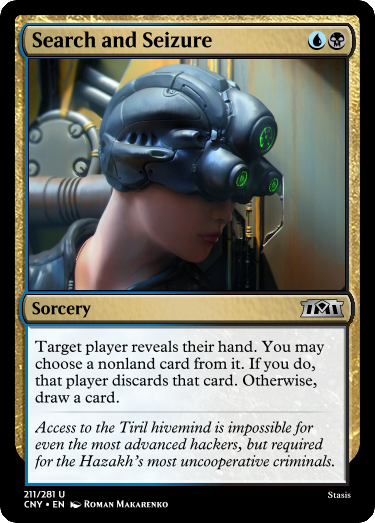 Search and Seizure
Sorcery
Target player reveals their hand. You may
choose a nonland card from it. If you do,
that player discards that card. Otherwise,
draw a card.
Access to the Tiril hivemind is impossible for
even the most advanced hackers, but required
for the Hazakh's most uncooperative criminals.
211/281 U
CNY • EN Roman Makarenko
Stasis